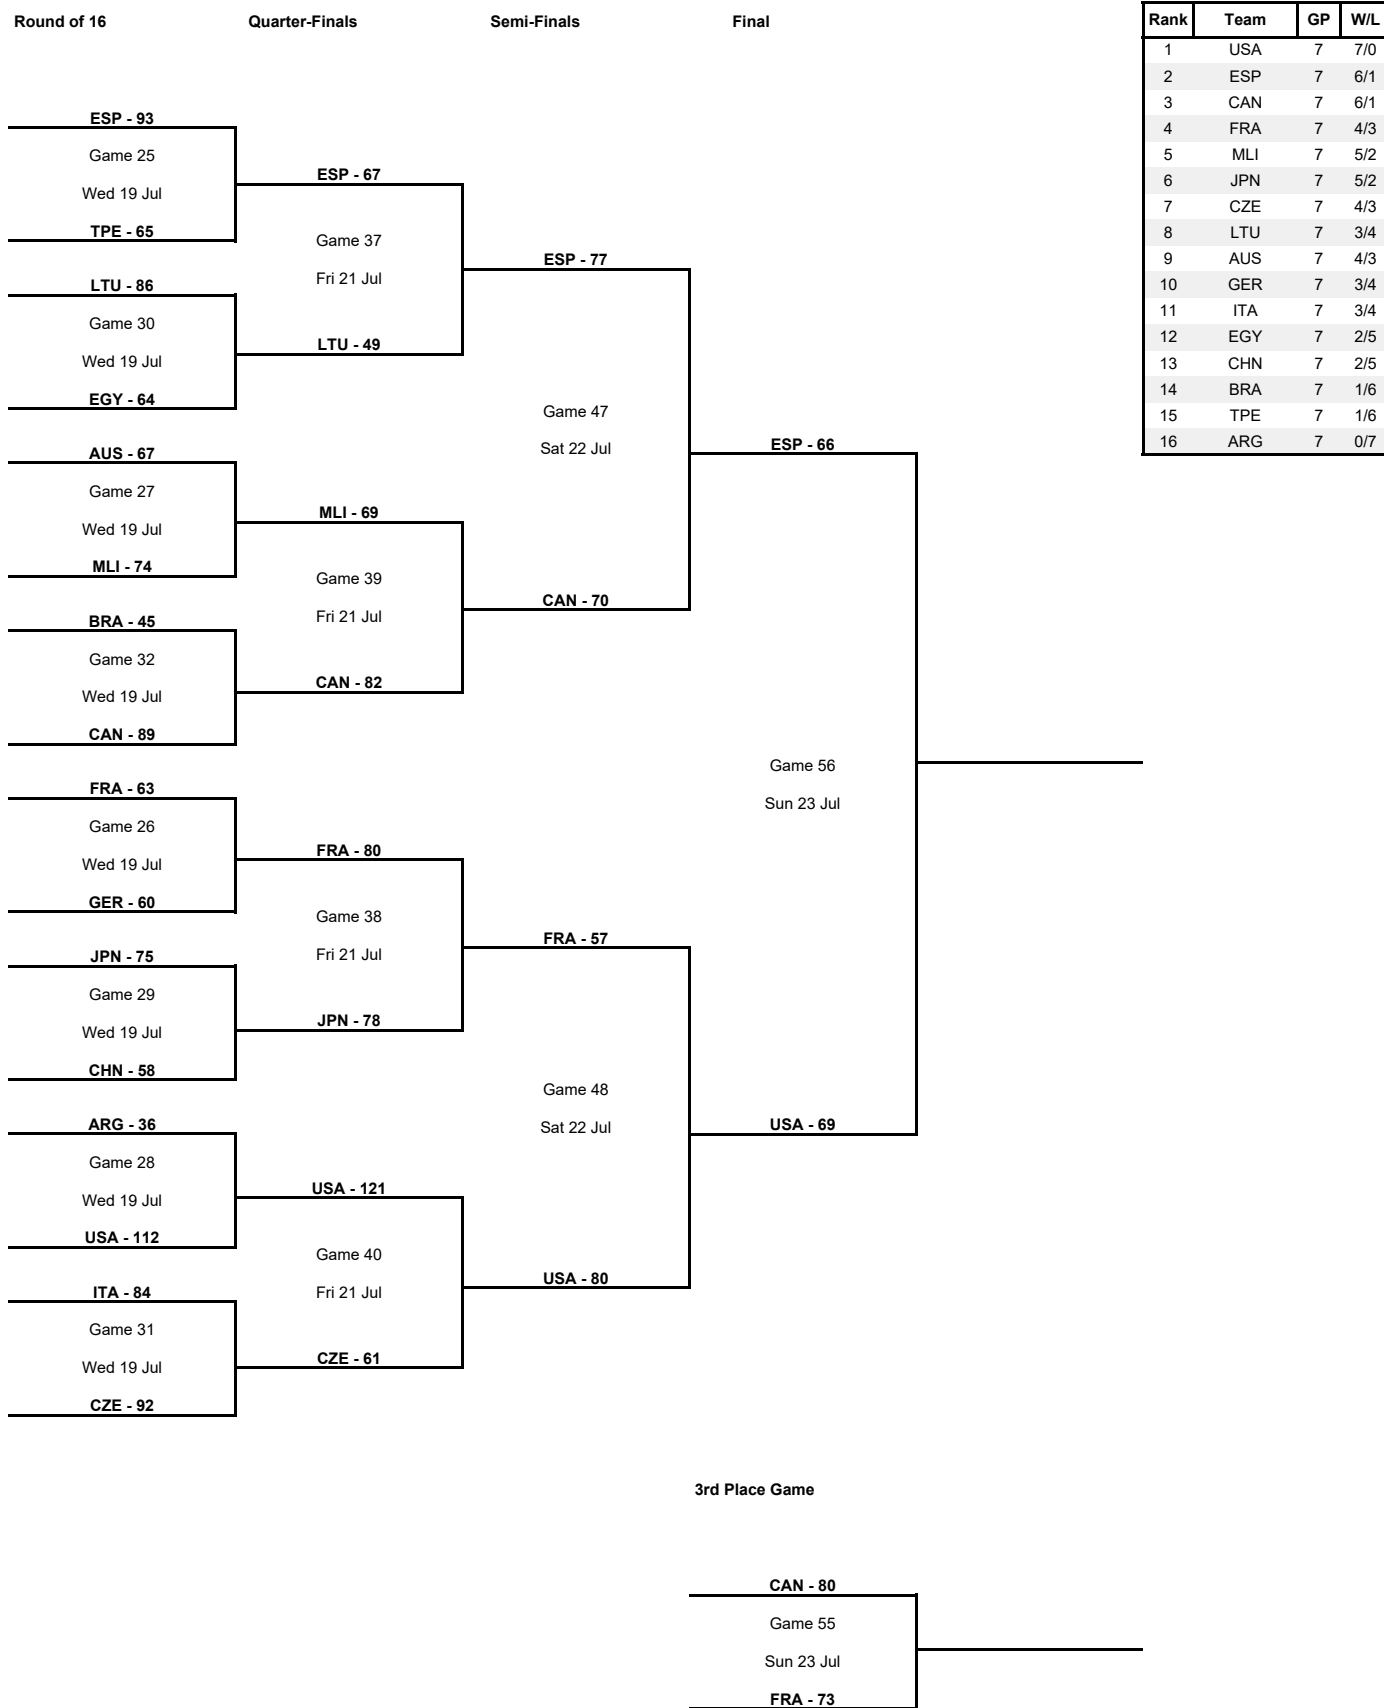 Round of 16
Quarter-Finals
Semi-Finals
Final
ESP - 93
Game 25
Wed 19 Jul
TPE - 65
LTU - 86
Game 30
Wed 19 Jul
EGY - 64
AUS - 67
Game 27
Wed 19 Jul
MLI - 74
BRA - 45
Game 32
Wed 19 Jul
CAN - 89
FRA - 63
Game 26
Wed 19 Jul
GER - 60
JPN - 75
Game 29
Wed 19 Jul
CHN - 58
ARG - 36
Game 28
Wed 19 Jul
USA - 112
ITA - 84
Game 31
Wed 19 Jul
CZE - 92
ESP - 67
Game 37
Fri 21 Jul
LTU - 49
MLI - 69
Game 39
Fri 21 Jul
CAN - 82
FRA - 80
Game 38
Fri 21 Jul
JPN - 78
USA - 121
Game 40
Fri 21 Jul
CZE - 61
ESP - 77
Game 47
Sat 22 Jul
CAN - 70
FRA - 57
Game 48
Sat 22 Jul
USA - 80
ESP - 66
Game 56
Sun 23 Jul
USA - 69
3rd Place Game
CAN - 80
Game 55
Sun 23 Jul
FRA - 73
Rank Team GP W/L
1 USA 7 7/0
2 ESP 7 6/1
3 CAN 7 6/1
4 FRA 7 4/3
5 MLI 7 5/2
6 JPN 7 5/2
7 CZE 7 4/3
8 LTU 7 3/4
9 AUS 7 4/3
10 GER 7 3/4
11 ITA 7 3/4
12 EGY 7 2/5
13 CHN 7 2/5
14 BRA 7 1/6
15 TPE 7 1/6
16 ARG 7 0/7